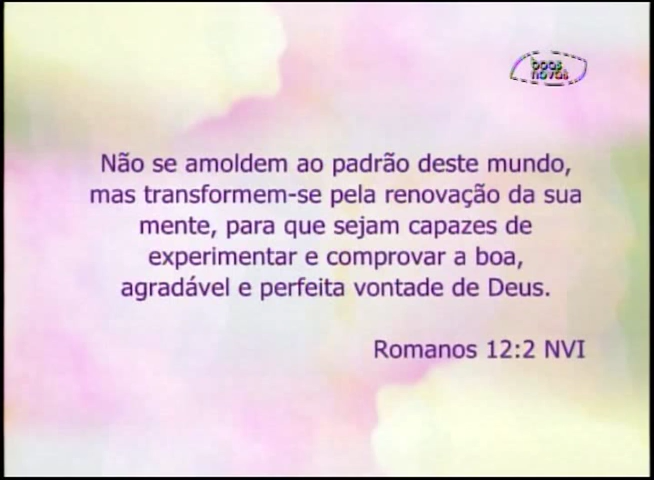 boas
novas
Não se amoldem ao padrão deste mundo,
mas transformem-se pela renovação da sua
mente, para que sejam capazes de
experimentar e comprovar a boa,
agradável e perfeita vontade de Deus.
Romanos 12:2 NVI